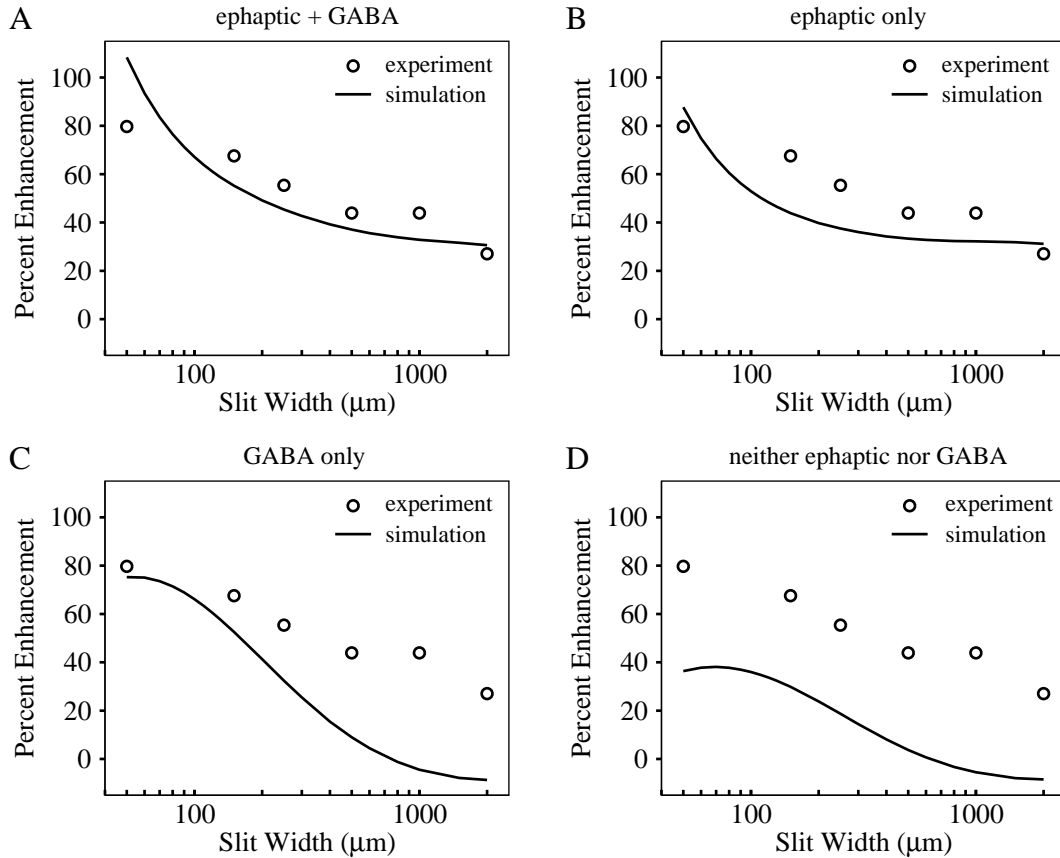 A
ephaptic + GABA
Percent Enhancement
100
80
60
40
20
0
experiment
simulation
100
1000
Slit Width (μm)
B
ephaptic only
Percent Enhancement
100
80
60
40
20
0
experiment
simulation
100
1000
Slit Width (μm)
C
GABA only
Percent Enhancement
100
80
60
40
20
0
experiment
simulation
100
1000
Slit Width (μm)
D
neither ephaptic nor GABA
Percent Enhancement
100
80
60
40
20
0
experiment
simulation
100
1000
Slit Width (μm)